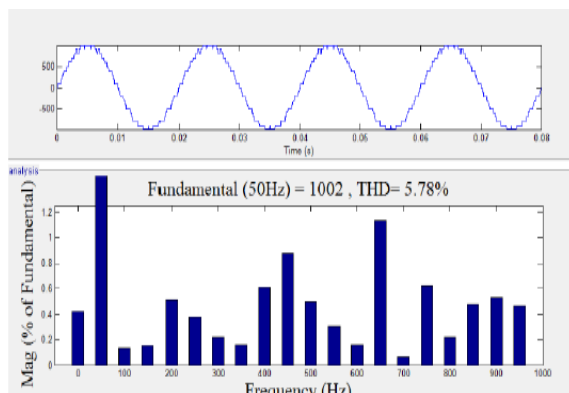 500
0
-500
0 0.01 0.02 0.03 0.04 0.05 0.06 0.07 0.08
Time (s)
analysis
Fundamental (50Hz) = 1002 , THD= 5.78%
Mag (% of Fundamental)
1.2
1
0.8
0.6
0.4
0.2
0
0 100 200 300 400 500 600 700 800 900 1000
Frequency (Hz)